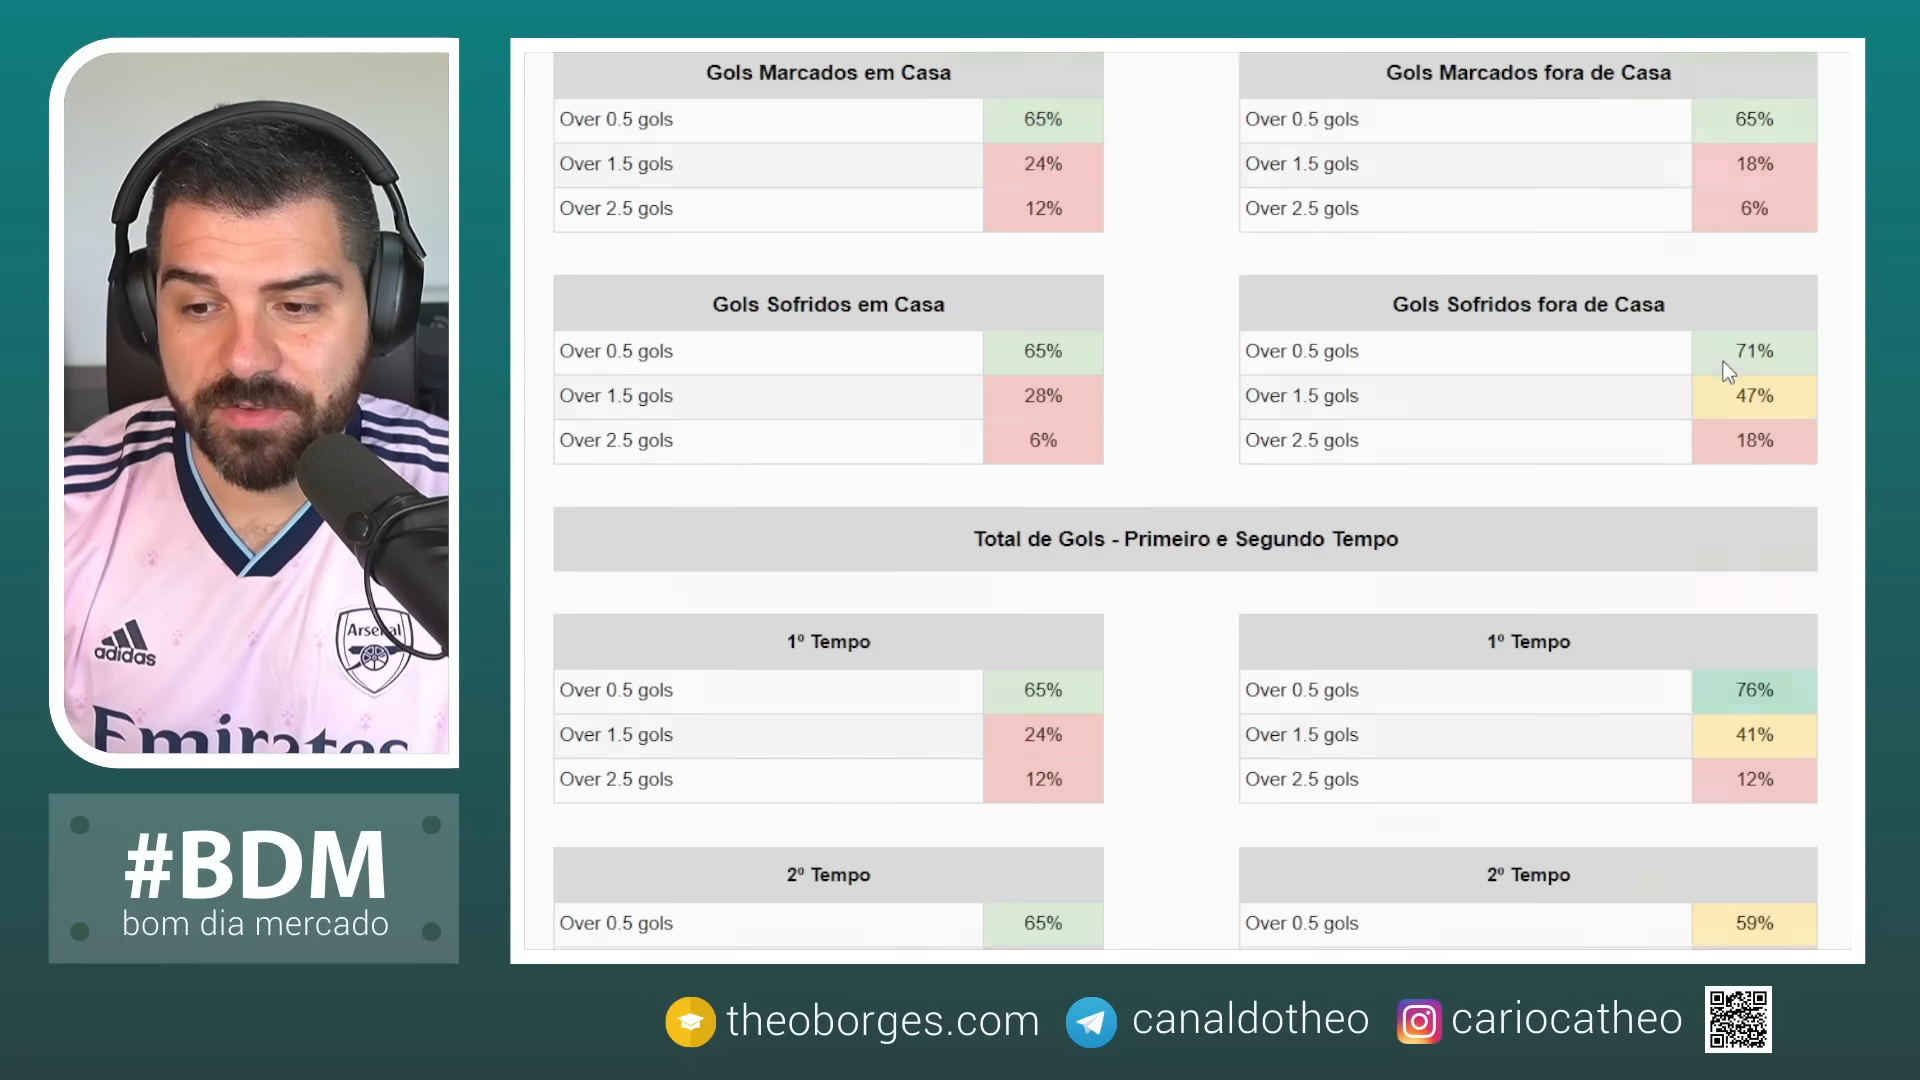 Gols Marcados em Casa
Over 0.5 gols 65%
Over 1.5 gols 24%
Over 2.5 gols 12%
Gols Marcados fora de Casa
Over 0.5 gols 65%
Over 1.5 gols 18%
Over 2.5 gols 6%
Gols Sofridos em Casa
Over 0.5 gols 65%
Over 1.5 gols 28%
Over 2.5 gols 6%
Gols Sofridos fora de Casa
Over 0.5 gols 71%
Over 1.5 gols 47%
Over 2.5 gols 18%
Total de Gols - Primeiro e Segundo Tempo
1º Tempo
Over 0.5 gols 65%
Over 1.5 gols 24%
Over 2.5 gols 12%
1º Tempo
Over 0.5 gols 76%
Over 1.5 gols 41%
Over 2.5 gols 12%
2º Tempo
Over 0.5 gols 65%
2º Tempo
Over 0.5 gols 59%
adidas
Arsenal
Emirates
#BDM
bom dia mercado
theoborges.com
canaldotheo
cariocatheo